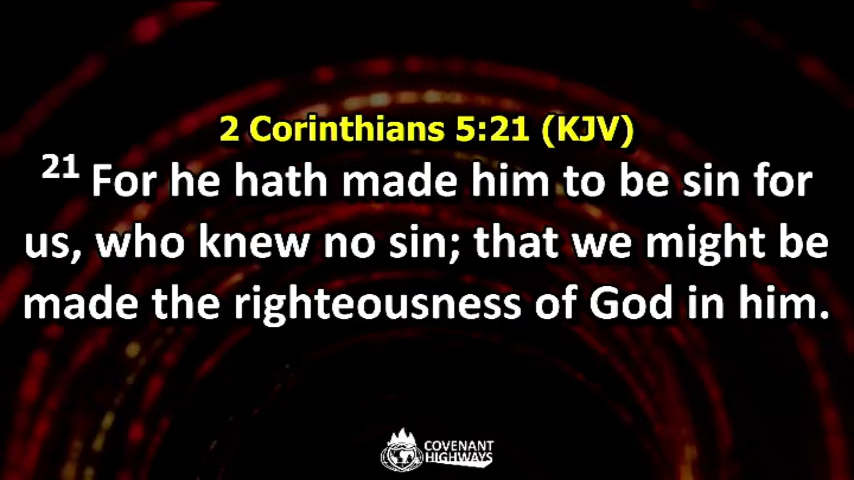 2 Corinthians 5:21 (KJV)
21 For he hath made him to be sin for
us, who knew no sin; that we might be
made the righteousness of God in him.
COVENANT
HIGHWAYS